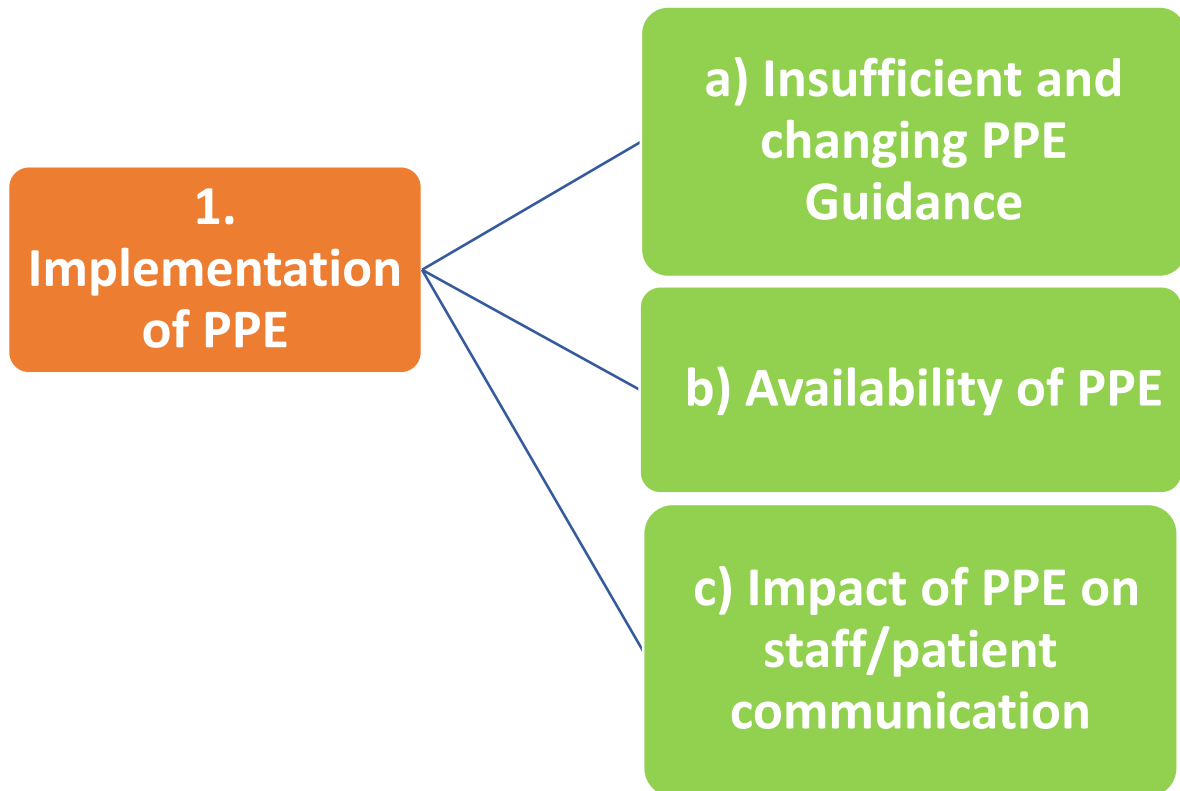 1.
Implementation
of PPE
a) Insufficient and
changing PPE
Guidance
b) Availability of PPE
c) Impact of PPE on
staff/patient
communication